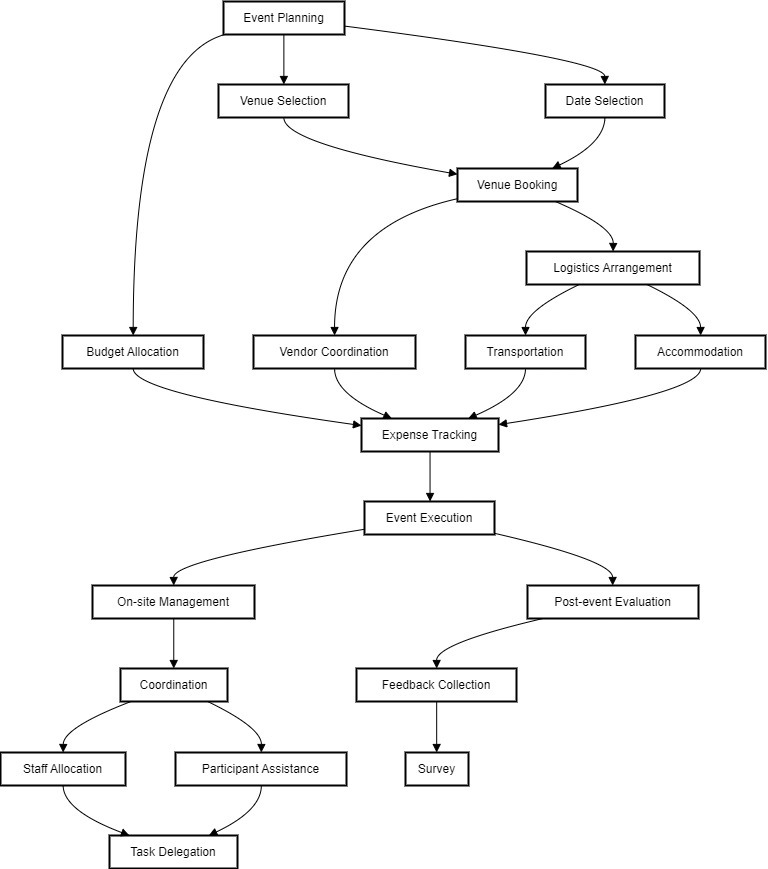 Event Planning
Venue Selection
Date Selection
Venue Booking
Logistics Arrangement
Budget Allocation
Vendor Coordination
Transportation
Accommodation
Expense Tracking
Event Execution
On-site Management
Post-event Evaluation
Coordination
Feedback Collection
Staff Allocation
Participant Assistance
Survey
Task Delegation